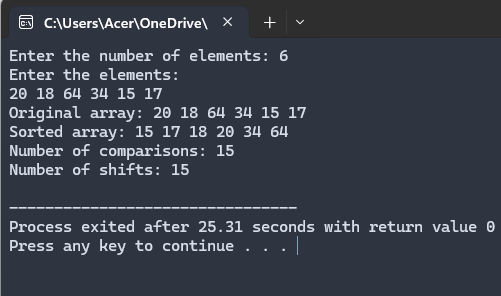 C:\Users\Acer\OneDrive\
Enter the number of elements: 6
Enter the elements:
20 18 64 34 15 17
Original array: 20 18 64 34 15 17
Sorted array: 15 17 18 20 34 64
Number of comparisons: 15
Number of shifts: 15
--------------------------------
Process exited after 25.31 seconds with return value 0
Press any key to continue . . .